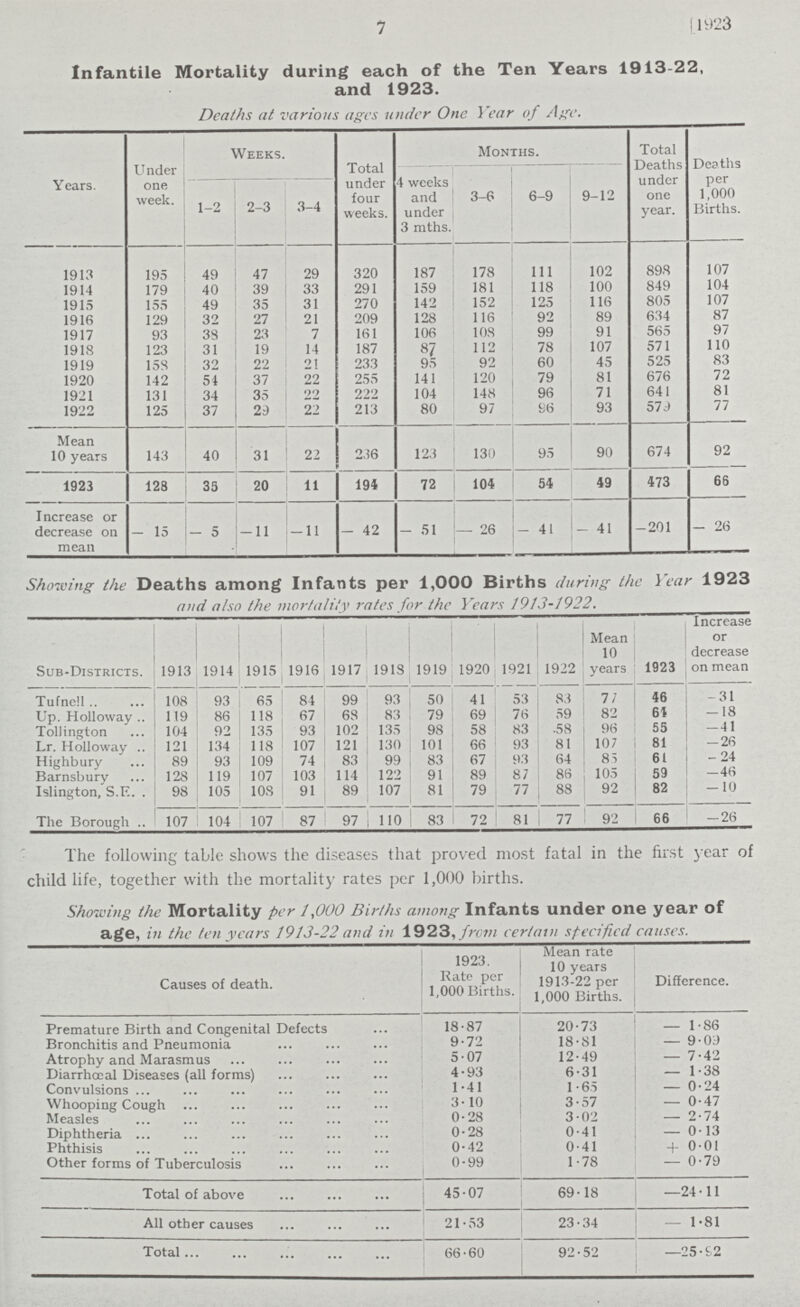 7
[1923
Infantile Mortality during each of the Ten Years 1913-22,
and 1923.
Deaths at various ages under One Year of Age.
Years. | Under one week. | WEEKS. 1-2 | 2-3 | 3-4 | Total under four weeks. | MONTHS. 4 weeks and under 3 mths. | 3-6 | 6-9 | 9-12 | Total Deaths under one year. | Deaths per 1,000 Births.
1913 195 49 47 29 320 187 178 111 102 898 107
1914 179 40 39 33 291 159 181 118 100 849 104
1915 155 49 35 31 270 142 152 125 116 805 107
1916 129 32 27 21 209 128 116 92 89 634 87
1917 93 38 23 7 161 106 108 99 91 565 97
1918 123 31 19 14 187 87 112 78 107 571 110
1919 158 32 22 21 233 95 92 60 45 525 83
1920 142 54 37 22 255 141 120 79 81 676 72
1921 131 34 35 22 222 104 148 96 71 641 81
1922 125 37 29 22 213 80 97 96 93 579 77
Mean
10 years 143 40 31 22 236 123 130 95 90 674 92
1923 128 35 20 11 194 72 104 54 49 473 66
Increase or
decrease on — 15 — 5 —11 —11 — 42 — 51 — 26 — 41 — 41 —201 — 26
mean
Showing the Deaths among Infants per 1,000 Births during the Year 1923
and also the mortality rates for the Years 1913-1922.
SUB-DISTRICTS. 1913 1914 1915 1916 1917 1918 1919 1920 1921 1922 Mean 10 years 1923 Increase or decrease on mean
Tufnell .. ... 108 93 65 84 99 93 50 41 53 83 77 46 -31
Up. Holloway .. 119 86 118 67 68 83 79 69 76 59 82 64 —18
Tollington ... 104 92 135 93 102 135 98 58 83 .58 96 55 —41
Lr. Holloway .. 121 134 118 107 121 130 101 66 93 81 107 81 —26
Highbury ... 89 93 109 74 83 99 83 67 93 64 85 61 - 24
Barnsbury ... 128 119 107 103 114 122 91 89 87 86 105 59 —46
Islington, S.E. . 98 105 108 91 89 107 81 79 77 88 92 82 —10
The Borough .. 107 104 107 87 97 110 83 72 81 77 92 66 —26
The following table shows the diseases that proved most fatal in the first year of
child life, together with the mortality rates per 1,000 births.
Showing the Mortality per 1,000 Births among Infants under one year of
age, in the ten years 1913-22 and in 1923, from certain specified causes.
Causes of death. | 1923. Rate per 1,000 Births. | Mean rate 10 years 1913-22 per 1,000 Births. | Difference.
Premature Birth and Congenital Defects ... 18·87 20·73 — 1·86
Bronchitis and Pneumonia ... ... ... 9·72 18·81 — 9·09
Atrophy and Marasmus ... ... ... ... 5·07 12·49 — 7·42
Diarrhœal Diseases (all forms) ... ... ... 4·93 6·31 — 1·38
Convulsions ... ... ... ... ... ... 1·41 1·65 — 0·24
Whooping Cough ... ... ... ... ... 3·10 3·57 — 0·47
Measles ... ... ... ... ... ... 0·28 3·02 — 2·74
Diphtheria ... ... ... ... ... ... 0·28 0·41 — 0·13
Phthisis ... ... ... ... ... ... 0·42 0·41 + 0·01
Other forms of Tuberculosis ... ... ... 0·99 1·78 — 0·79
Total of above ... ... ... 45·07 69·18 —24·11
All other causes ... ... ... 21·53 23·34 — 1·81
Total ... ... ... ... ... 66·60 92·52 —25·92